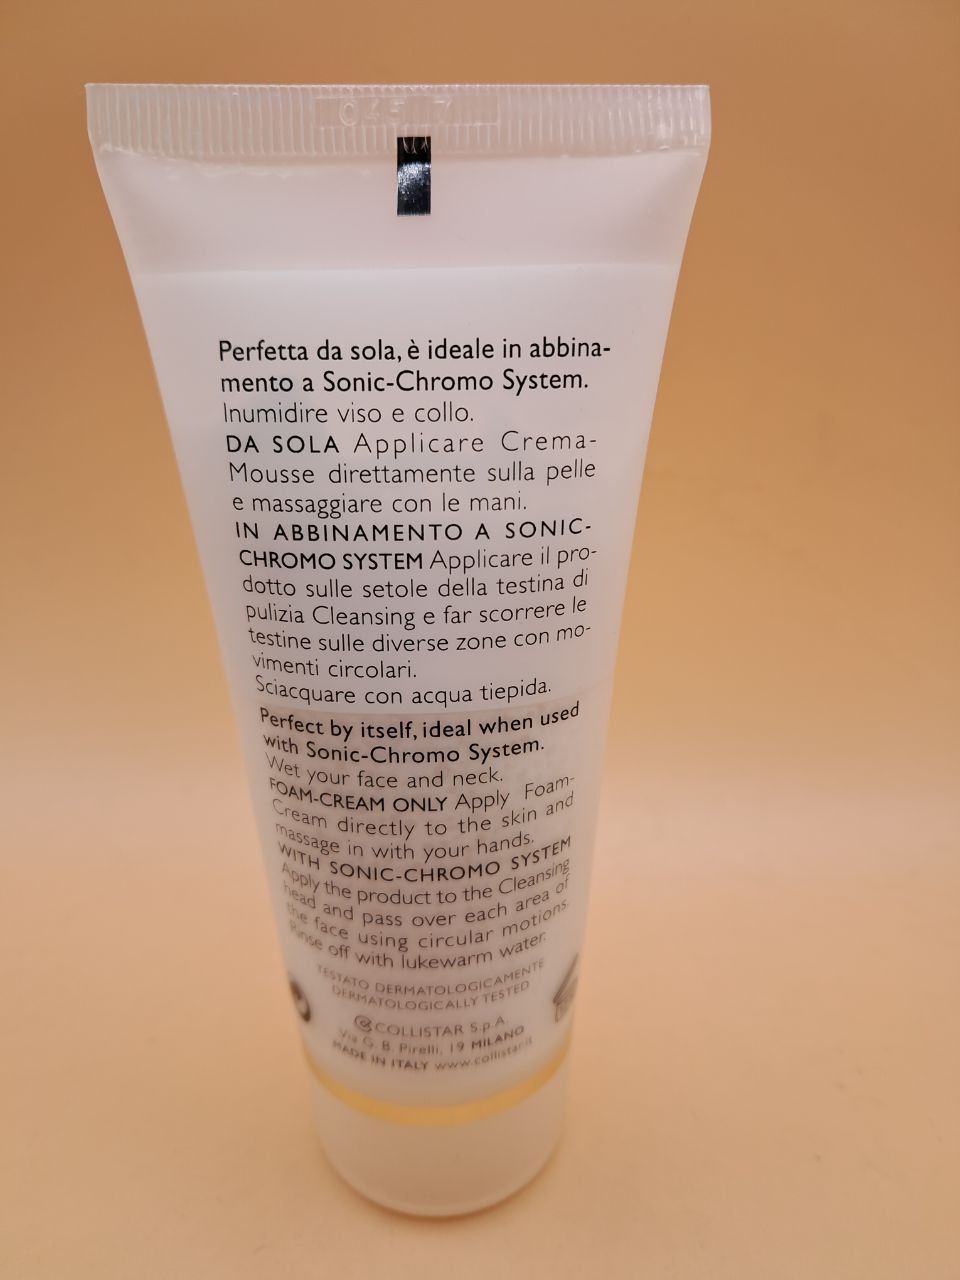 Perfetta da sola, è ideale in abbina-
mento a Sonic-Chromo System.
Inumidire viso e collo.
DA SOLA Applicare Crema-
Mousse direttamente sulla pelle
e massaggiare con le mani.
IN ABBINAMENTO A SONIC-
CHROMO SYSTEM Applicare il pro-
dotto sulle setole della testina di
pulizia Cleansing e far scorrere le
testine sulle diverse zone con mo-
vimenti circolari.
Sciacquare con acqua tiepida.
Perfect by itself, ideal when used
with Sonic-Chromo System.
Wet your face and neck.
FOAM-CREAM ONLY Apply Foam-
Cream directly to the skin and
massage in with your hands.
WITH SONIC-CHROMO SYSTEM
Apply the product to the Cleansing
head and pass over each area of
the face using circular motions.
Rinse off with lukewarm water.
TESTATO DERMATOLOGICAMENTE
DERMATOLOGICALLY TESTED
COLLISTAR S.p.A.
Via G. B. Pirelli, 19 MILANO
MADE IN ITALY www.collistar.it